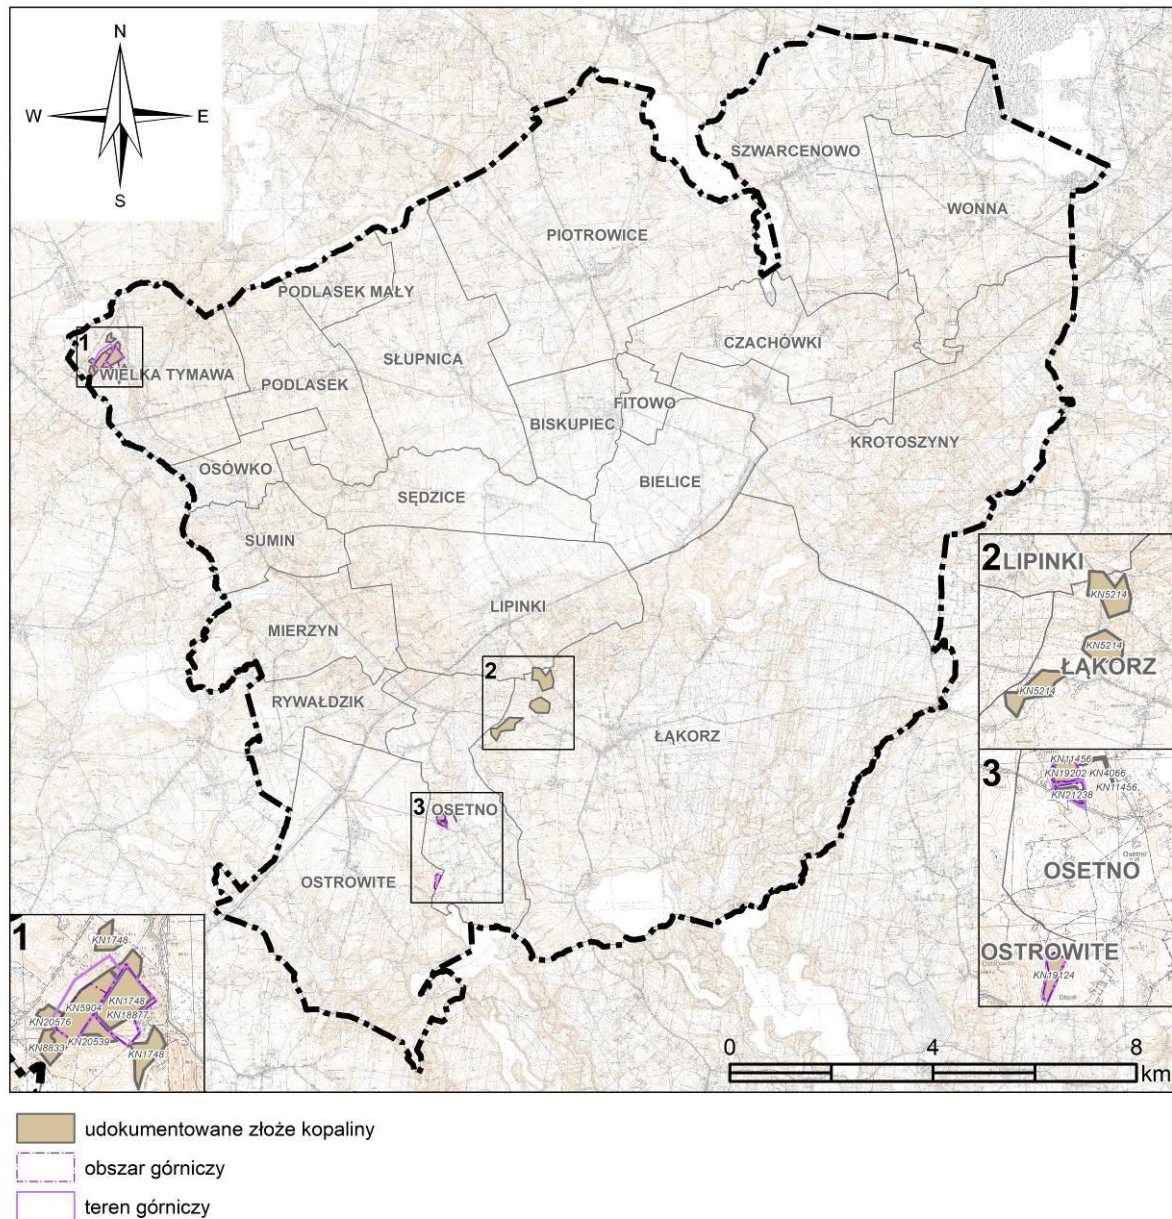 N
W E
S
SZWARCENOWO
WONNA
PIOTROWICE
PODLASEK MAŁY
1
WIELKA TYMAWA
SŁUPNICA
CZACHÓWKI
PODLASEK
FITOWO
BISKUPIEC
KROTOSZYNY
OSÓWKO
SĘDZICE
BIELICE
SUMIN
LIPINKI
MIERZYN
2
RYWAŁDZIK
ŁĄKORZ
3 OSETNO
OSTROWITE
2 LIPINKI
KN5214
KN5214
ŁĄKORZ
KN5214
3
KN11456
KN19202 KN4066
KN11456
KN21238
Osetno
OSETNO
OSTROWITE
KN19124
1
KN1748
KN1748
KN5904
KN18877
KN20576
KN20539
KN8833
KN1748
0 4 8
km
udokumentowane złoże kopaliny
obszar górniczy
teren górniczy